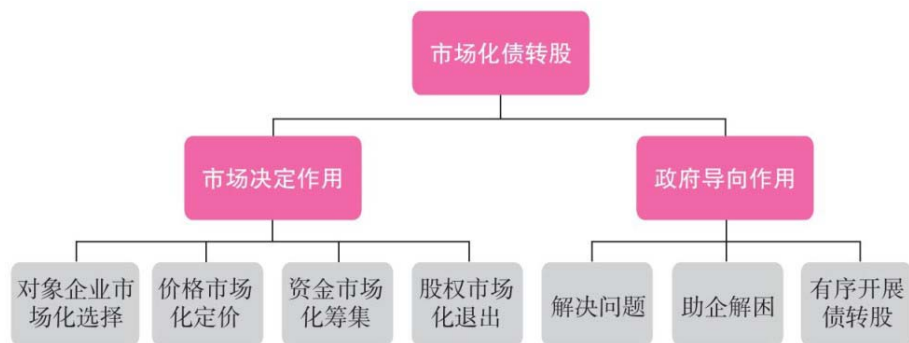 市场化债转股
市场决定作用
政府导向作用
对象企业市
场化选择
价格市场
化定价
资金市场
化筹集
股权市场
化退出
解决问题
助企解困
有序开展
债转股